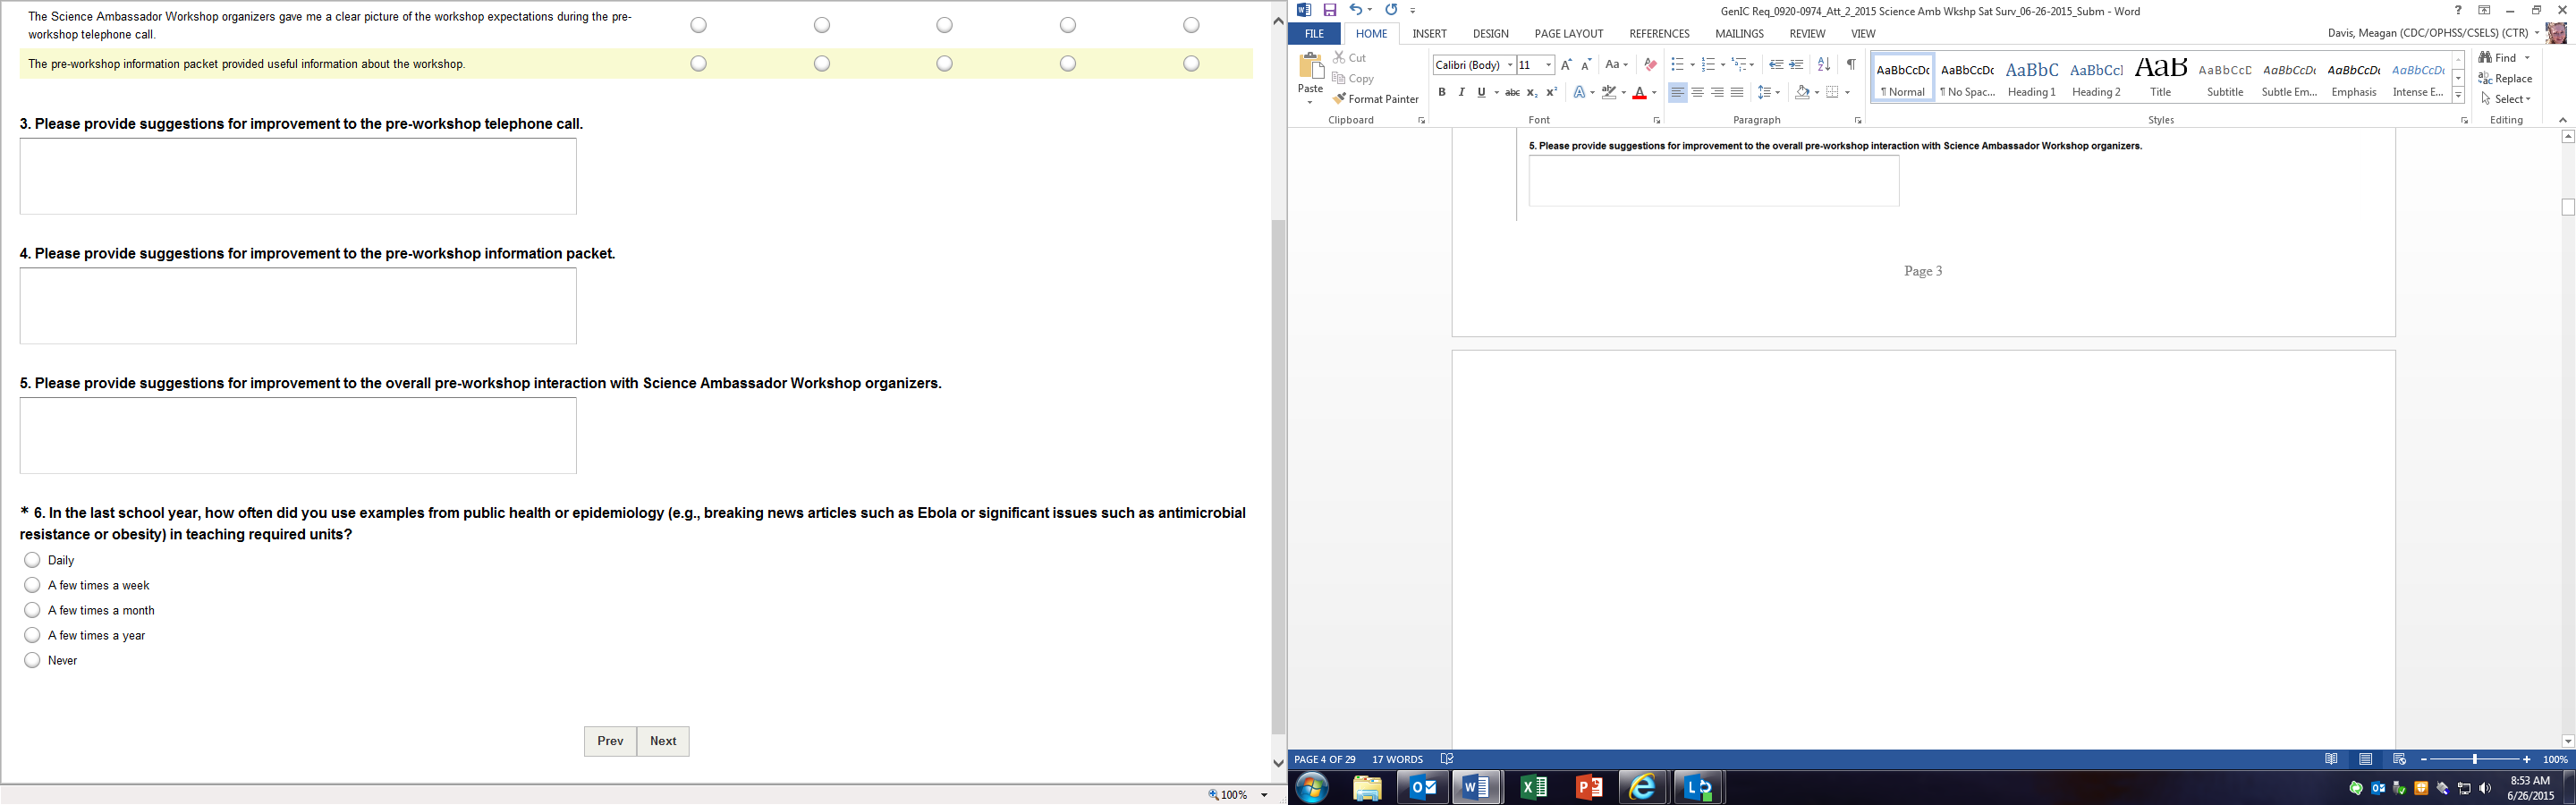 The Science Ambassador Workshop organizers gave me a clear picture of the workshop expectations during the pre-
workshop telephone call.
The pre-workshop information packet provided useful information about the workshop.
3. Please provide suggestions for improvement to the pre-workshop telephone call.
4. Please provide suggestions for improvement to the pre-workshop information packet.
5. Please provide suggestions for improvement to the overall pre-workshop interaction with Science Ambassador Workshop organizers.
* 6. In the last school year, how often did you use examples from public health or epidemiology (e.g., breaking news articles such as Ebola or significant issues such as antimicrobial
resistance or obesity) in teaching required units?
Daily
A few times a week
A few times a month
A few times a year
Never
Prev Next
100%
GenIC Req_0920-0974_Att_2_2015 Science Amb Wkshp Sat Surv_06-26-2015_Subm - Word
FILE HOME INSERT DESIGN PAGE LAYOUT REFERENCES MAILINGS REVIEW VIEW
Davis, Meagan (CDC/OPHSS/CSELS) (CTR)
Paste
Cut
Copy
Format Painter
Clipboard
Calibri (Body) 11
B I U abc X₂ X²
Font
Paragraph
AaBbCcDc AaBbCcDc AaBbC AaBbCcl AaB AaBbCcD AaBbCcDc AaBbCcDc AaBbCcDc
¶ Normal ¶ No Spac... Heading 1 Heading 2 Title Subtitle Subtle Em... Emphasis Intense E...
Styles
Find
Replace
Select
Editing
5. Please provide suggestions for improvement to the overall pre-workshop interaction with Science Ambassador Workshop organizers.
Page 3
PAGE 4 OF 29 17 WORDS
100%
8:53 AM
6/26/2015